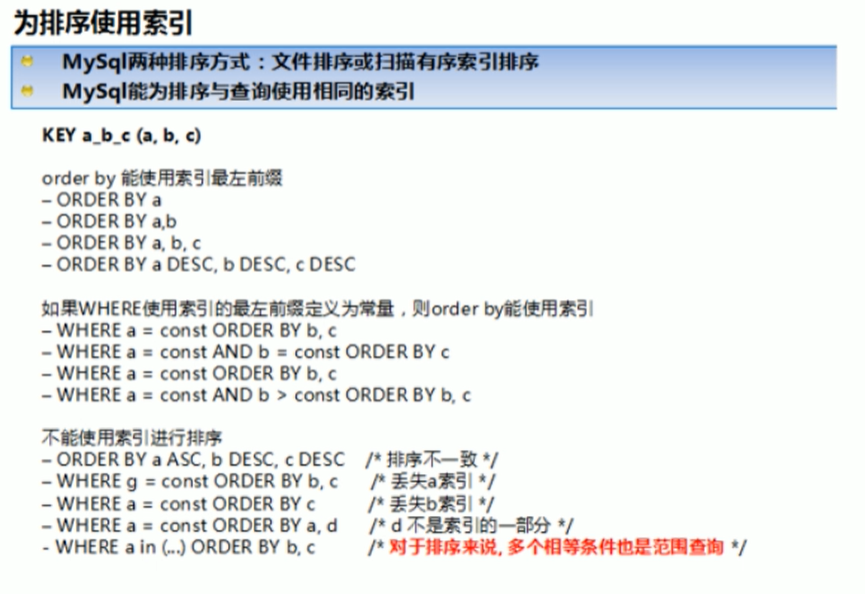 为排序使用索引
MySql两种排序方式：文件排序或扫描有序索引排序
MySql能为排序与查询使用相同的索引
KEY a_b_c (a, b, c)
order by 能使用索引最左前缀
– ORDER BY a
– ORDER BY a,b
– ORDER BY a, b, c
– ORDER BY a DESC, b DESC, c DESC
如果WHERE使用索引的最左前缀定义为常量，则order by能使用索引
– WHERE a = const ORDER BY b, c
– WHERE a = const AND b = const ORDER BY c
– WHERE a = const ORDER BY b, c
– WHERE a = const AND b > const ORDER BY b, c
不能使用索引进行排序
– ORDER BY a ASC, b DESC, c DESC /* 排序不一致 */
– WHERE g = const ORDER BY b, c /* 丢失a索引 */
– WHERE a = const ORDER BY c /* 丢失b索引 */
– WHERE a = const ORDER BY a, d /* d 不是索引的一部分 */
- WHERE a in (...) ORDER BY b, c /* 对于排序来说, 多个相等条件也是范围查询 */